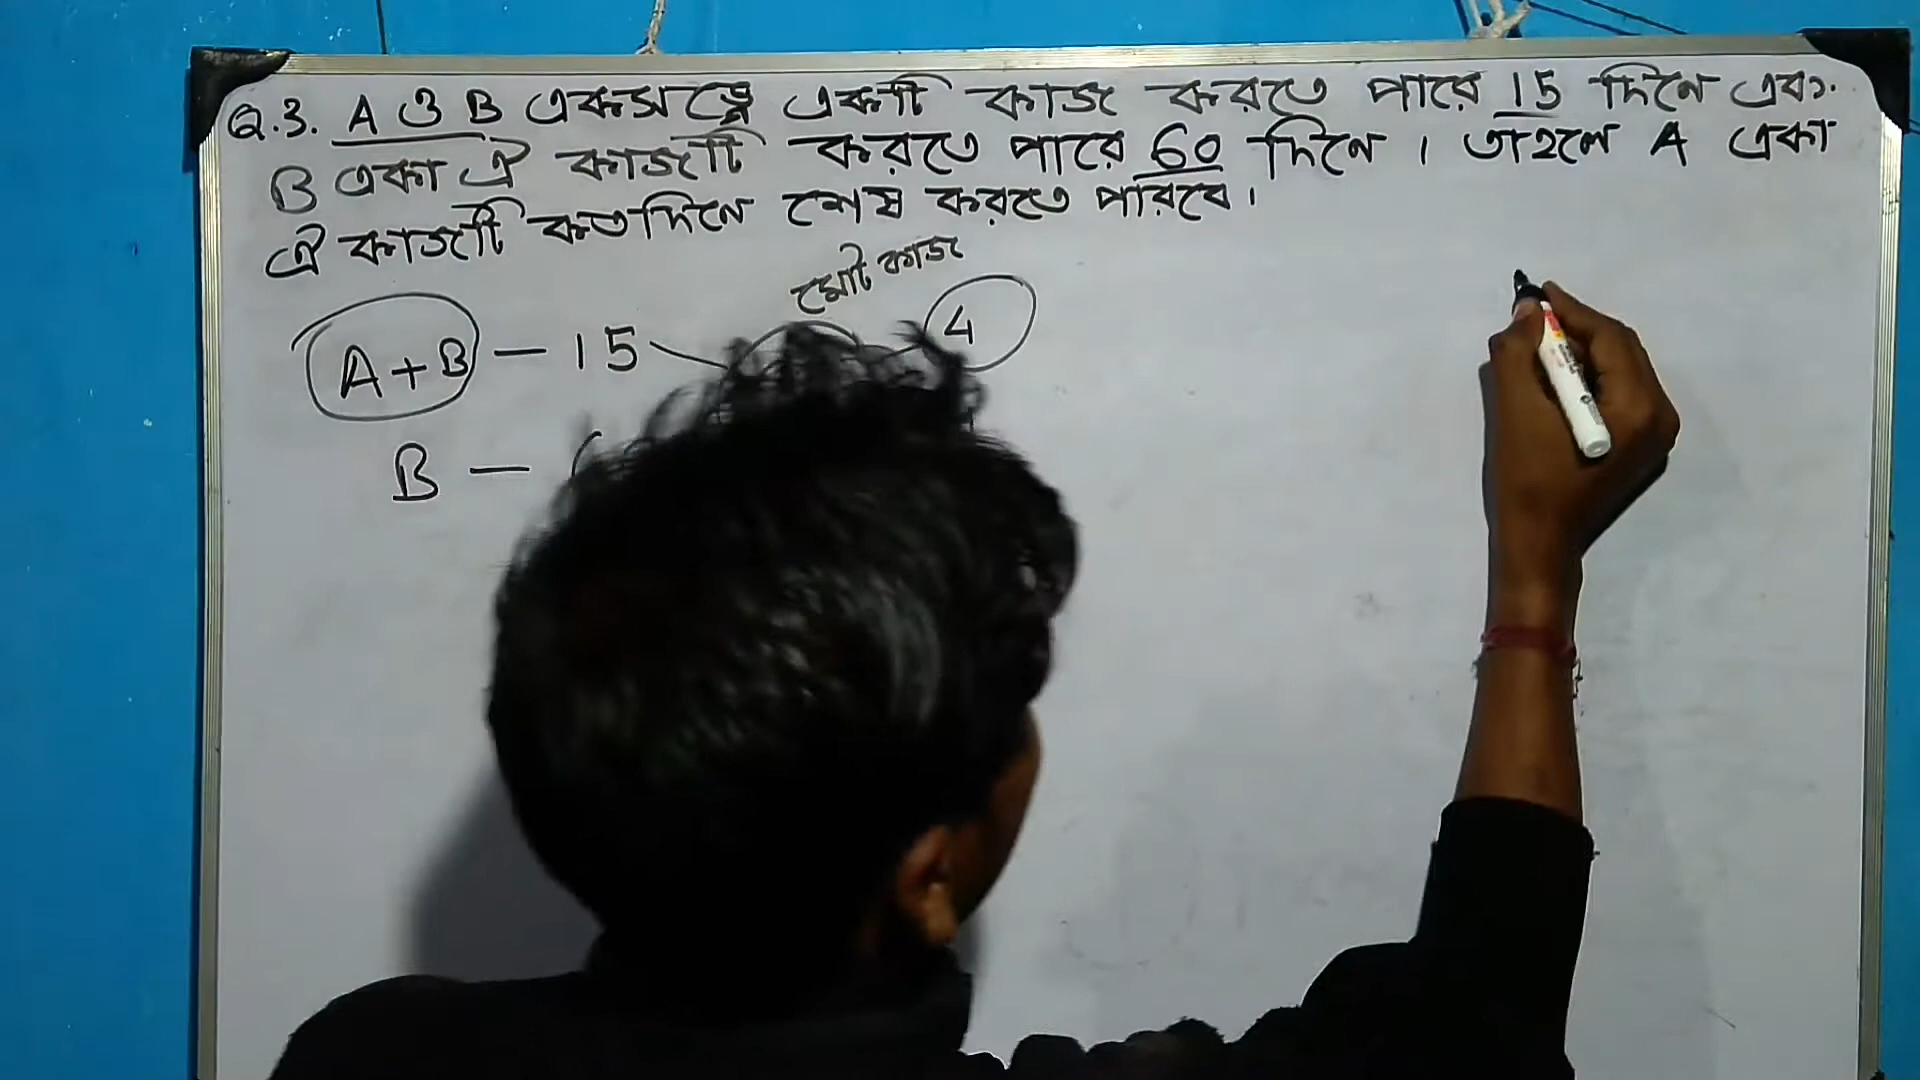 Q.3. A ও B একসঙ্গে একটি কাজ করতে পারে 15 দিনে এবং
B একা ঐ কাজটি করতে পারে 60 দিনে । তাহলে A একা
ঐ কাজটি কতদিনে শেষ করতে পারবে ।
মোট কাজ
A + B — 15 4
B —